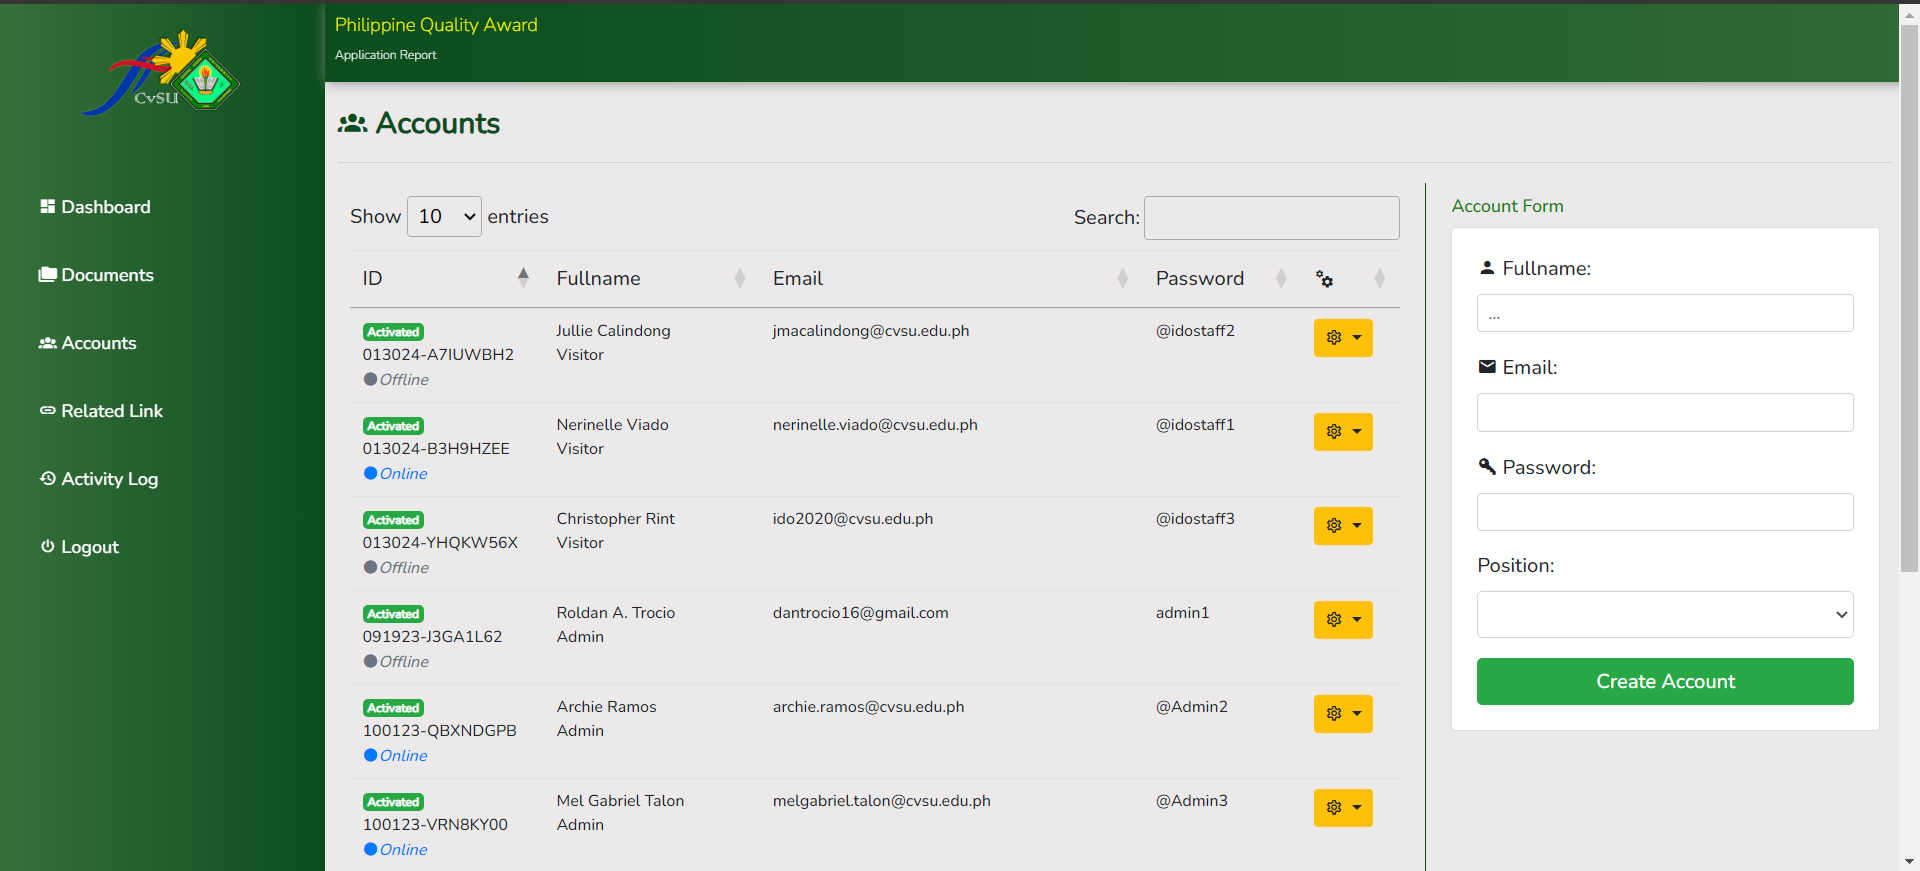 CvSU
Philippine Quality Award
Application Report
Dashboard
Documents
Accounts
Related Link
Activity Log
Logout
Accounts
Show 10 entries
Search:
ID Fullname Email Password
Activated
013024-A7IUWBH2
Offline
Jullie Calindong
Visitor
jmacalindong@cvsu.edu.ph
@idostaff2
Activated
013024-B3H9HZEE
Online
Nerinelle Viado
Visitor
nerinelle.viado@cvsu.edu.ph
@idostaff1
Activated
013024-YHQKW56X
Offline
Christopher Rint
Visitor
ido2020@cvsu.edu.ph
@idostaff3
Activated
091923-J3GA1L62
Offline
Roldan A. Trocio
Admin
dantrocio16@gmail.com
admin1
Activated
100123-QBXNDGPB
Online
Archie Ramos
Admin
archie.ramos@cvsu.edu.ph
@Admin2
Activated
100123-VRN8KY00
Online
Mel Gabriel Talon
Admin
melgabriel.talon@cvsu.edu.ph
@Admin3
Account Form
Fullname:
...
Email:
Password:
Position:
Create Account